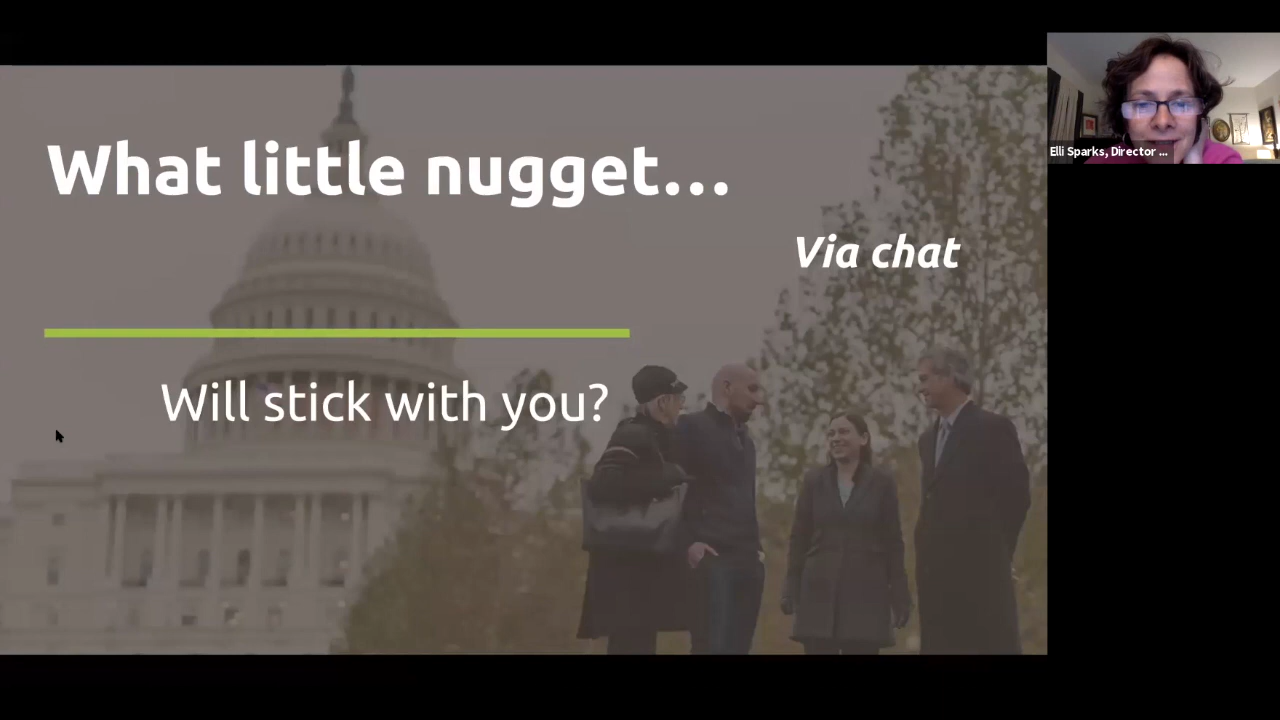 What little nugget...
Via chat
Will stick with you?
Elli Sparks, Director ...